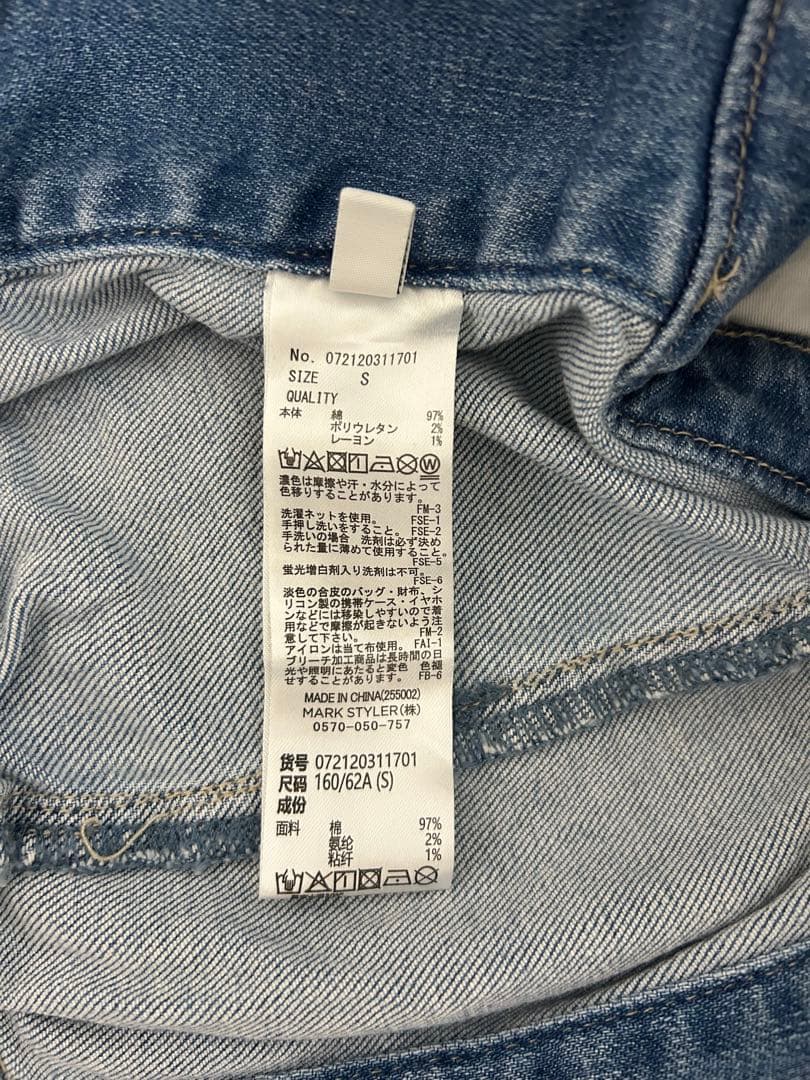 No. 072120311701
SIZE S
QUALITY
本体 綿 97%
ポリウレタン 2%
レーヨン 1%
W
濃色は摩擦や汗・水分によって
色移りすることがあります。
FM-3
洗濯ネットを使用。 FSE-1
手押し洗いをすること。 FSE-2
手洗いの場合 洗剤は必ず決め
られた量に薄めて使用すること。
FSE-5
蛍光増白剤入り洗剤は不可。
FSE-6
淡色の合皮のバッグ・財布、シ
リコン製の携帯ケース・イヤホ
ンなどには移染しやすいので着
用などで摩擦が起きないよう注
意して下さい。 FM-2
アイロンは当て布使用。 FAI-1
ブリーチ加工商品は長時間の日
光や照明にあたると変色 色褪
せすることがあります。 FB-6
MADE IN CHINA(255002)
MARK STYLER(株)
0570-050-757
货号 072120311701
尺码 160/62A (S)
成份
面料 棉 97%
氨纶 2%
粘纤 1%